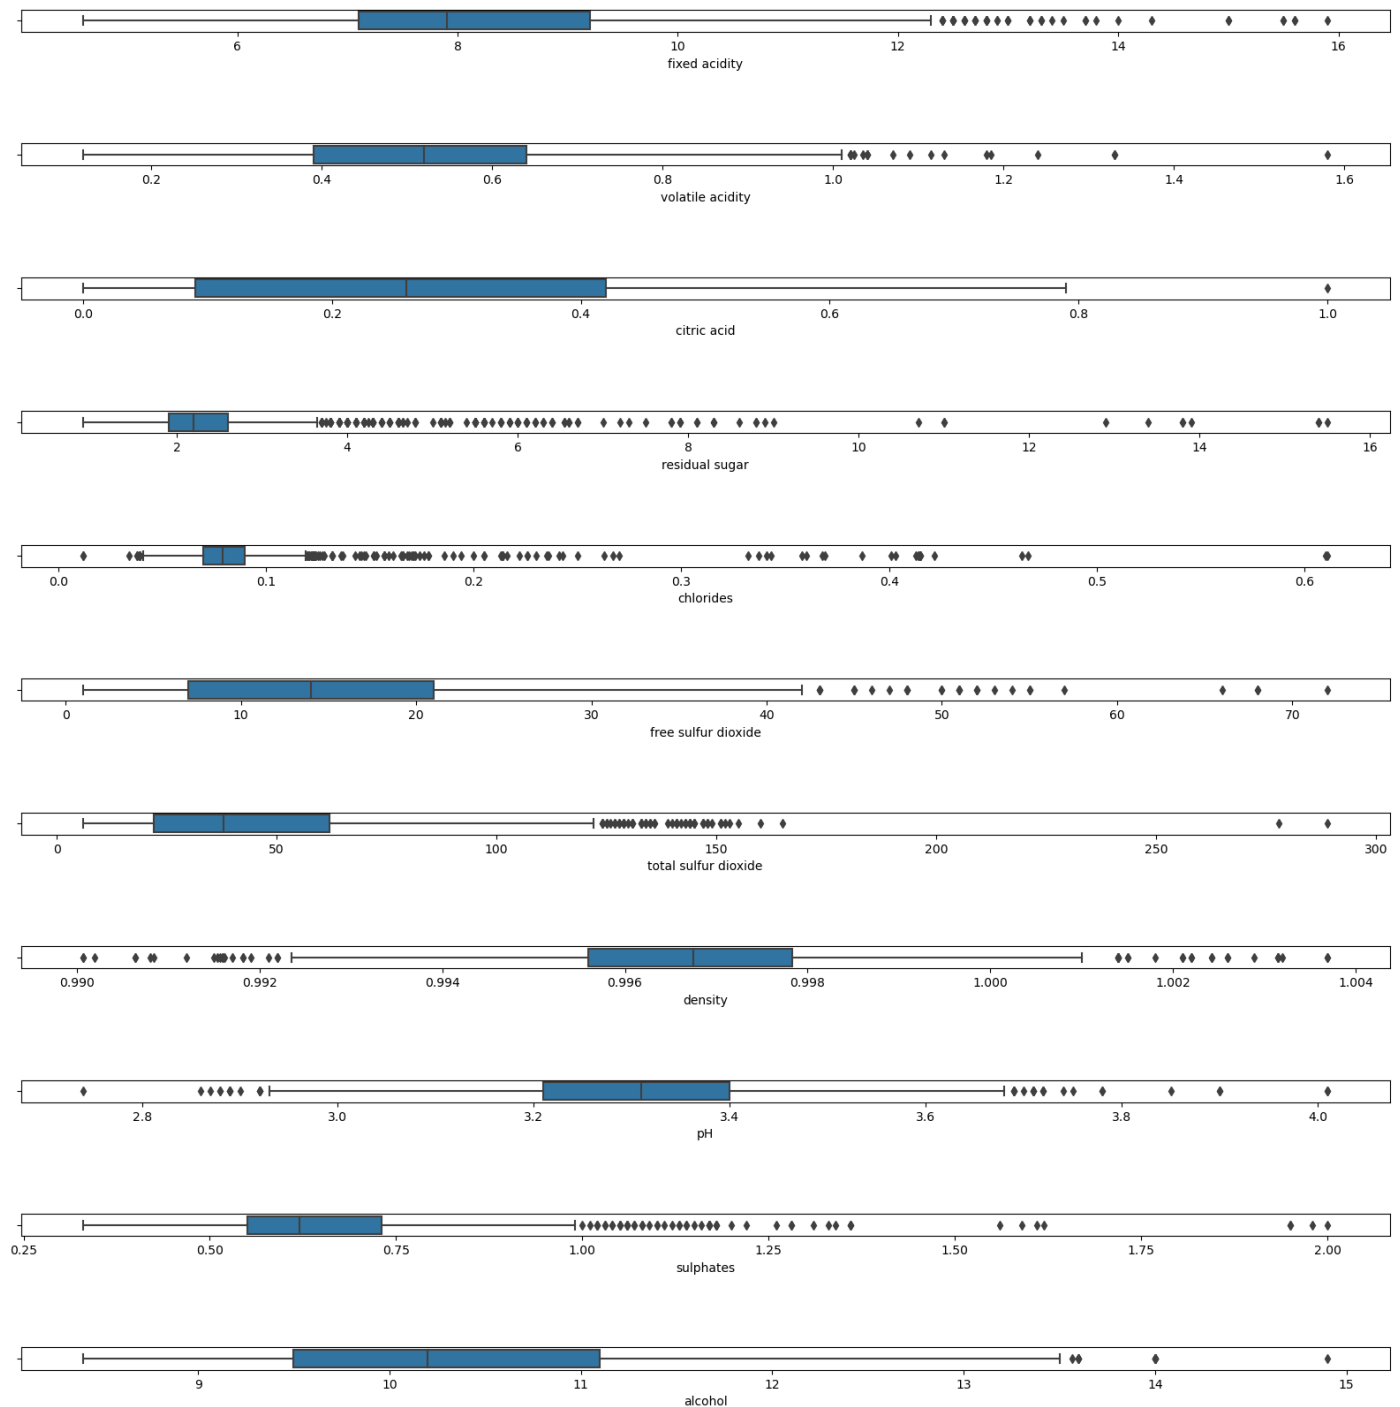 6 8 10 12 14 16
fixed acidity
0.2 0.4 0.6 0.8 1.0 1.2 1.4 1.6
volatile acidity
0.0 0.2 0.4 0.6 0.8 1.0
citric acid
2 4 6 8 10 12 14 16
residual sugar
0.0 0.1 0.2 0.3 0.4 0.5 0.6
chlorides
0 10 20 30 40 50 60 70
free sulfur dioxide
0 50 100 150 200 250 300
total sulfur dioxide
0.990 0.992 0.994 0.996 0.998 1.000 1.002 1.004
density
2.8 3.0 3.2 3.4 3.6 3.8 4.0
pH
0.25 0.50 0.75 1.00 1.25 1.50 1.75 2.00
sulphates
9 10 11 12 13 14 15
alcohol